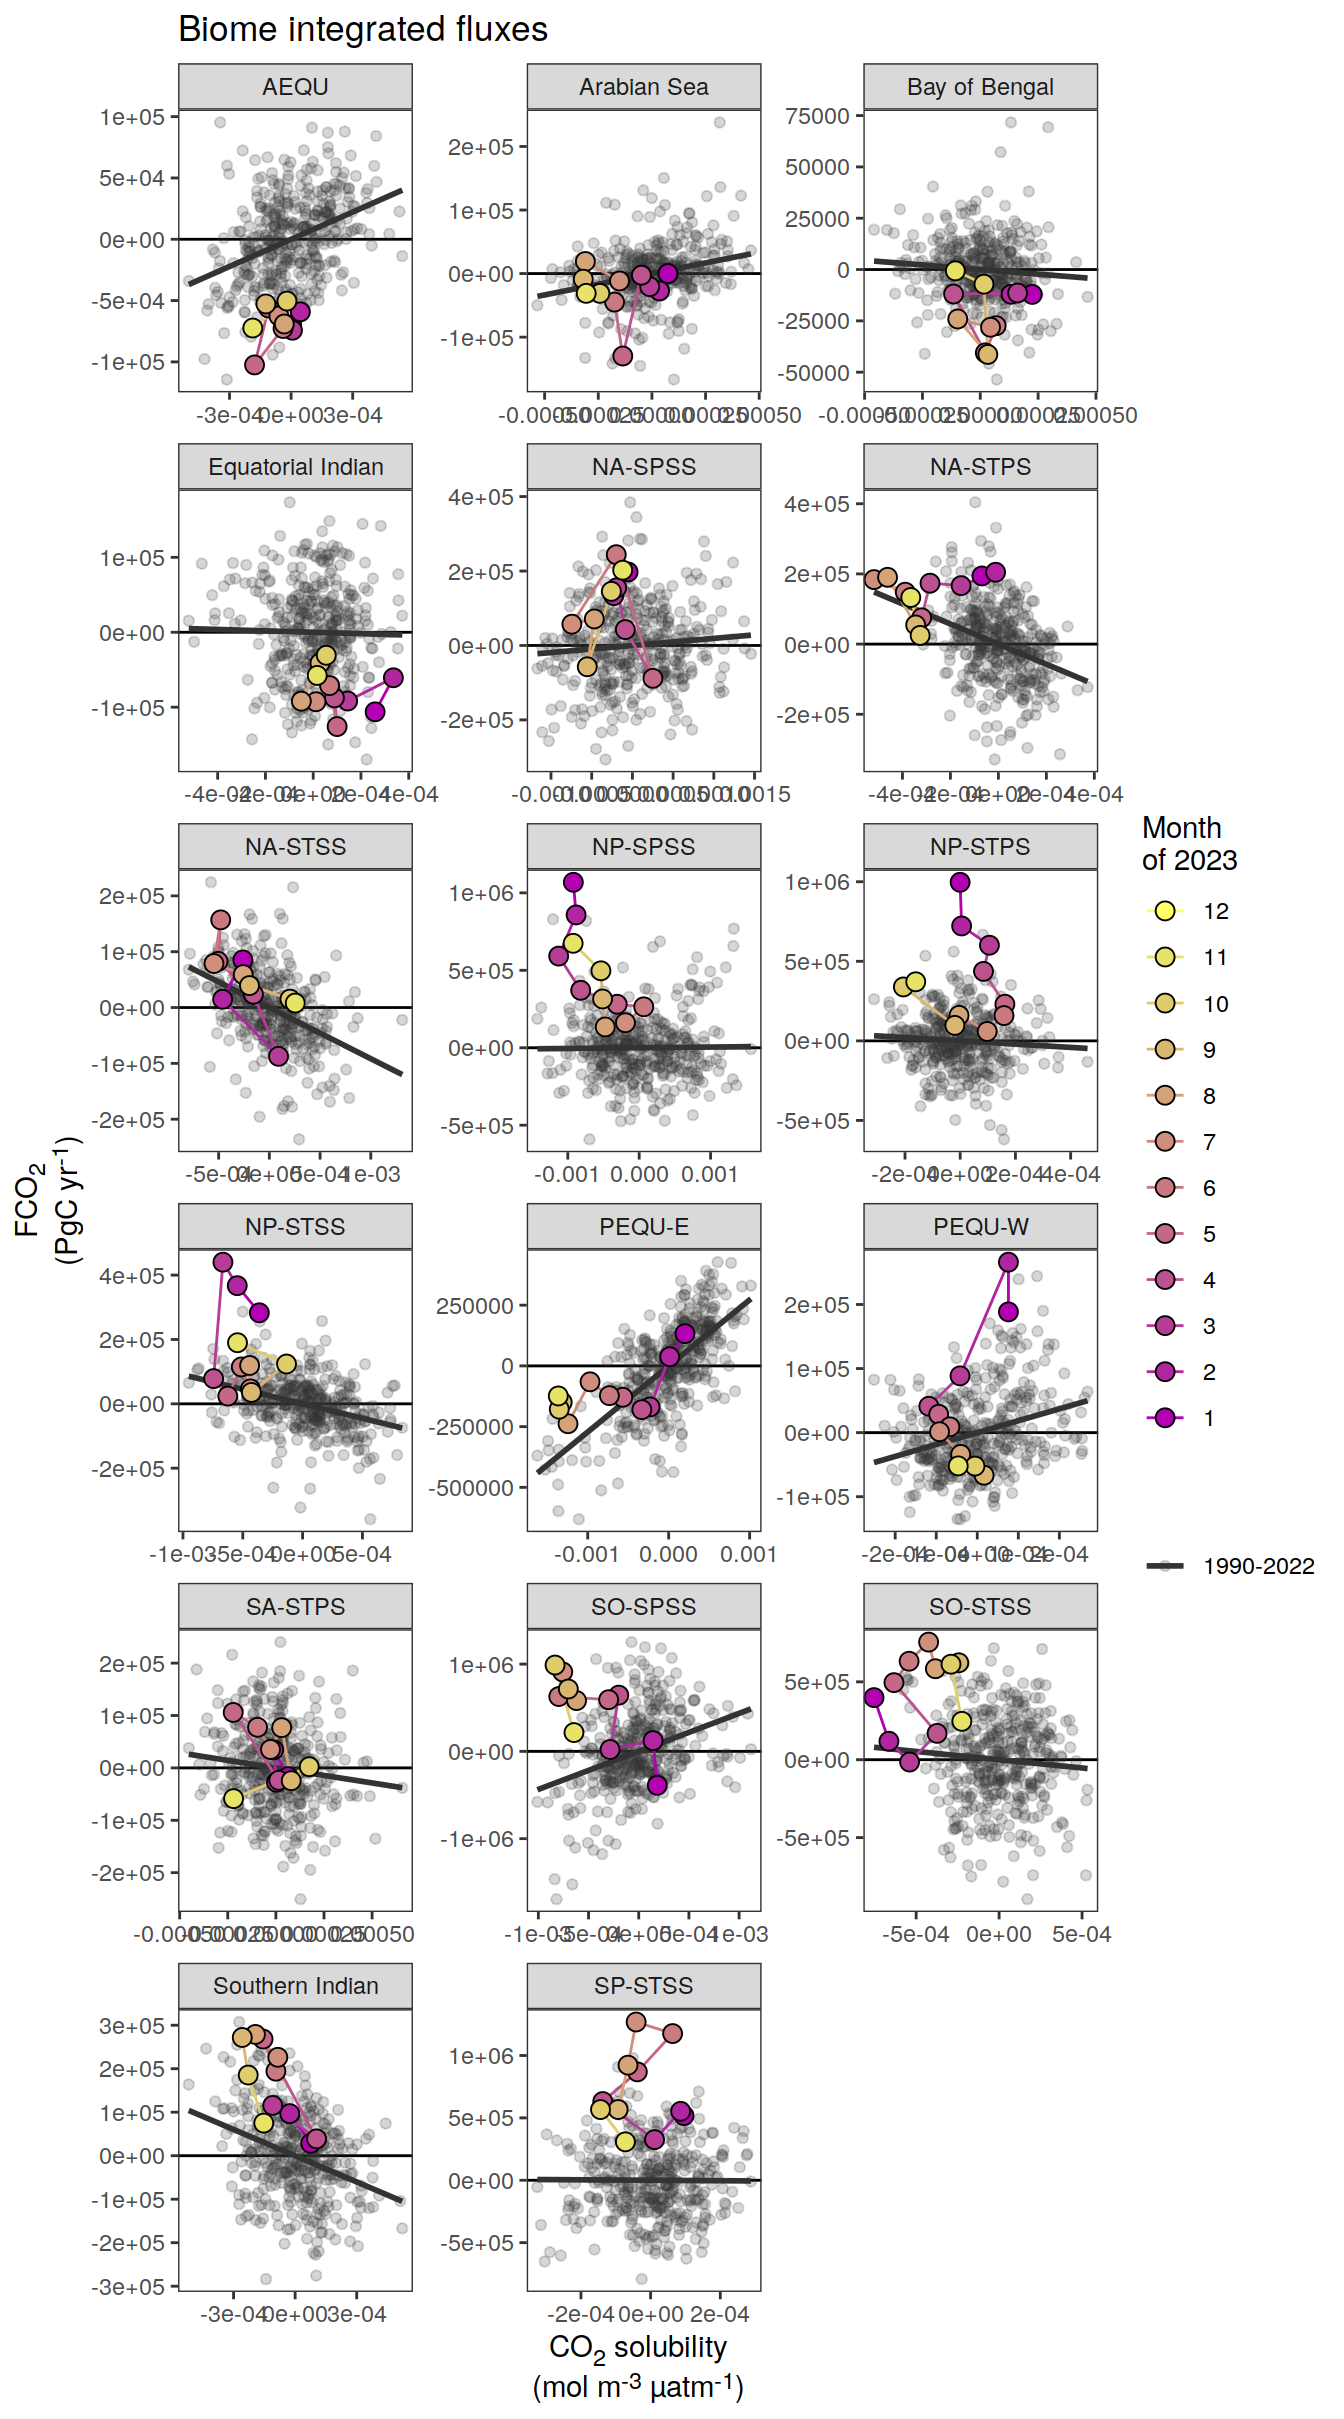 Biome integrated fluxes
AEQU
Arabian Sea
Bay of Bengal
1e+05
5e+04
0e+00
-5e+04
-1e+05
2e+05
1e+05
0e+00
-1e+05
75000
50000
25000
0
-25000
-50000
-3e-04 0e+00 3e-04
-0.00050 -0.00025 0.00000 0.00025 0.00050
-0.00050 -0.00025 0.00000 0.00025 0.00050
Equatorial Indian
NA-SPSS
NA-STPS
1e+05
0e+00
-1e+05
4e+05
2e+05
0e+00
-2e+05
4e+05
2e+05
0e+00
-2e+05
-4e-04 -2e-04 0e+00 2e-04 4e-04
-0.0010 -0.0005 0.0000 0.0005 0.0010 0.0015
-4e-04 -2e-04 0e+00 2e-04 4e-04
NA-STSS
NP-SPSS
NP-STPS
2e+05
1e+05
0e+00
-1e+05
-2e+05
1e+06
5e+05
0e+00
-5e+05
1e+06
5e+05
0e+00
-5e+05
-5e-04 0e+00 5e-04 1e-03
-0.001 0.000 0.001
-2e-04 0e+00 2e-04 4e-04
NP-STSS
PEQU-E
PEQU-W
4e+05
2e+05
0e+00
-2e+05
250000
0
-250000
-500000
2e+05
1e+05
0e+00
-1e+05
-1e-03 -5e-04 0e+00 5e-04
-0.001 0.000 0.001
-2e-04 -1e-04 0e+00 1e-04 2e-04
SA-STPS
SO-SPSS
SO-STSS
2e+05
1e+05
0e+00
-1e+05
-2e+05
1e+06
0e+00
-1e+06
5e+05
0e+00
-5e+05
-0.00050 -0.00025 0.00000 0.00025 0.00050
-1e-03 -5e-04 0e+00 5e-04 1e-03
-5e-04 0e+00 5e-04
Southern Indian
SP-STSS
3e+05
2e+05
1e+05
0e+00
-1e+05
-2e+05
-3e+05
1e+06
5e+05
0e+00
-5e+05
-3e-04 0e+00 3e-04
-2e-04 0e+00 2e-04
FCO₂
(PgC yr⁻¹)
CO₂ solubility
(mol m⁻³ µatm⁻¹)
Month
of 2023
12
11
10
9
8
7
6
5
4
3
2
1
1990-2022